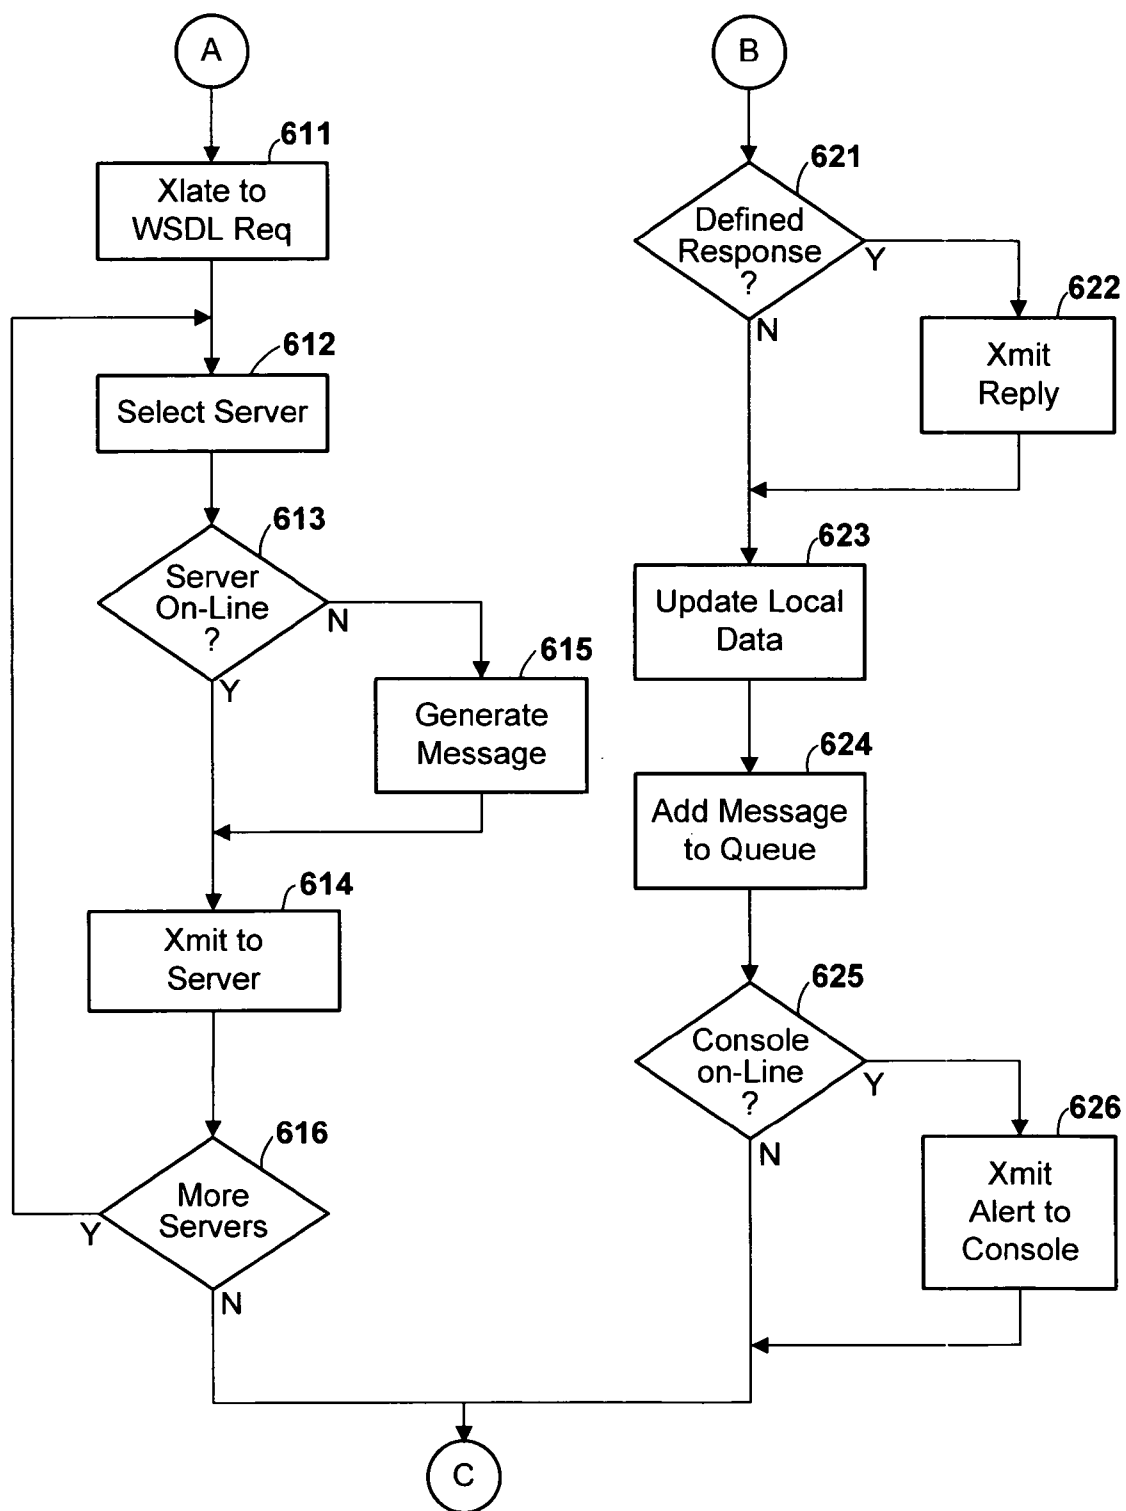 A
611
Xlate to
WSDL Req
612
Select Server
613
Server
On-Line
?
N
Y
615
Generate
Message
614
Xmit to
Server
616
More
Servers
Y
N
B
621
Defined
Response
?
Y
N
622
Xmit
Reply
623
Update Local
Data
624
Add Message
to Queue
625
Console
on-Line
?
Y
N
626
Xmit
Alert to
Console
C